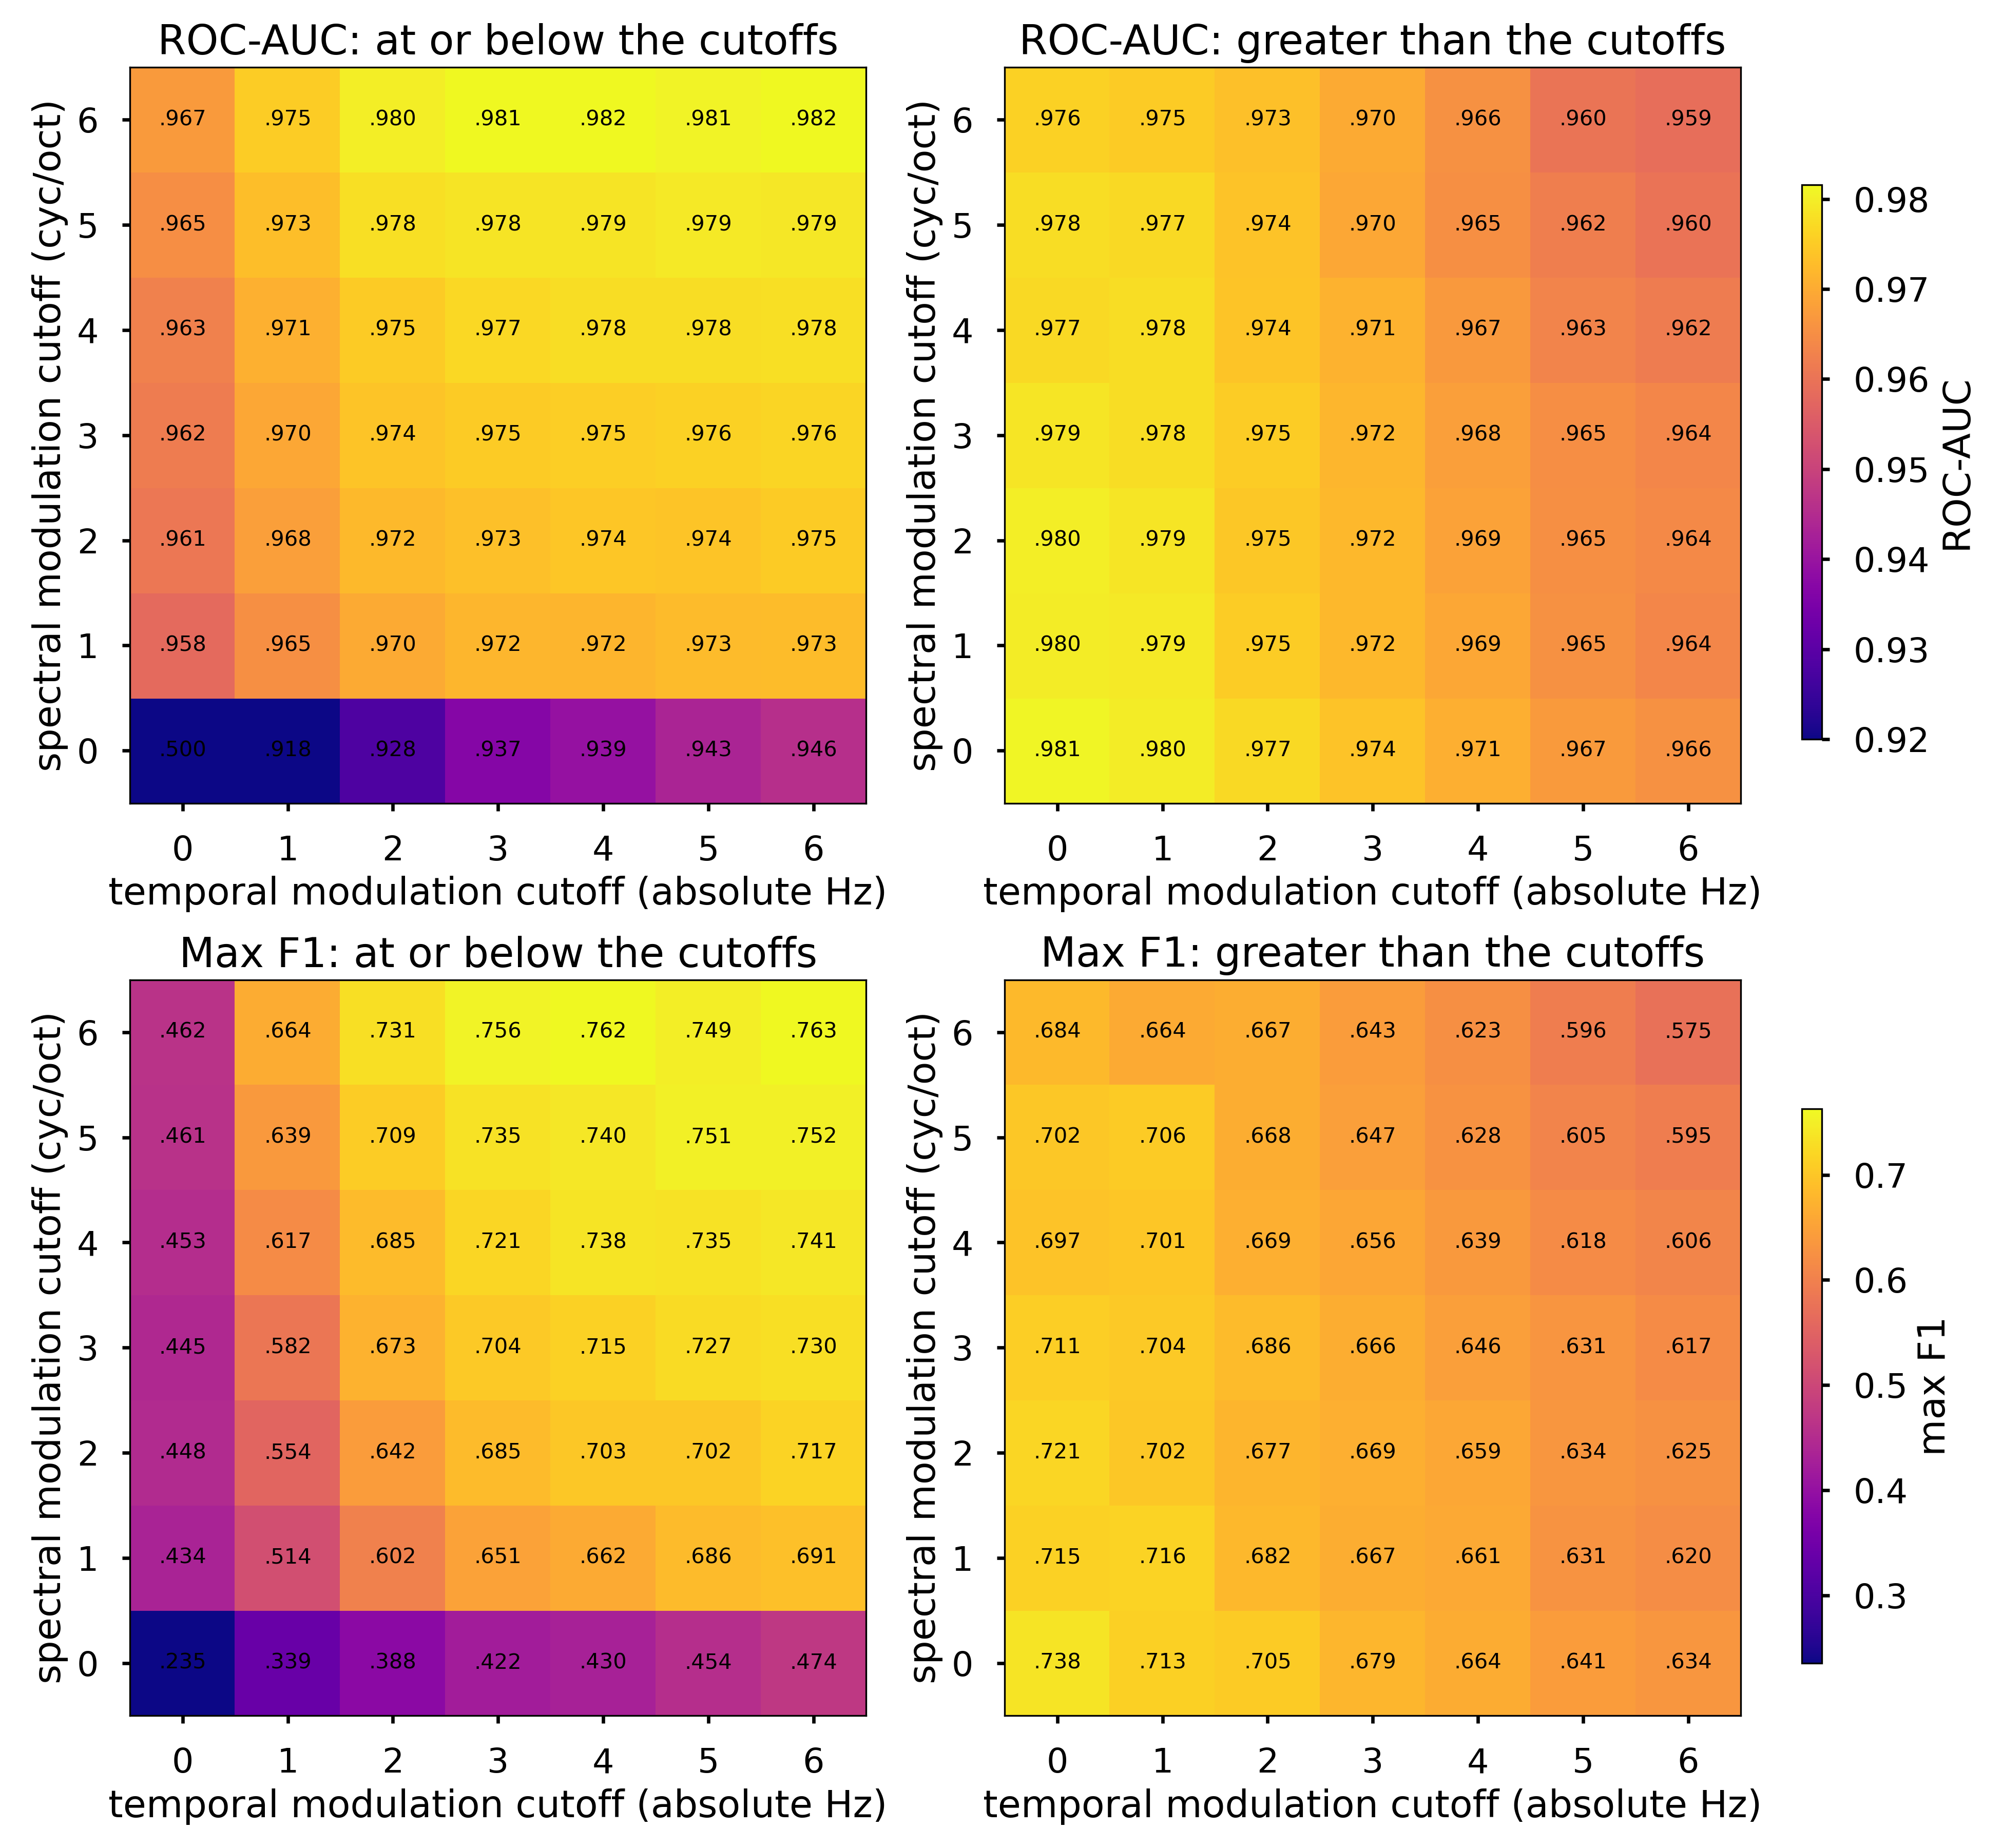 ROC-AUC: at or below the cutoffs
spectral modulation cutoff (cyc/oct)
6 .967 .975 .980 .981 .982 .981 .982
5 .965 .973 .978 .978 .979 .979 .979
4 .963 .971 .975 .977 .978 .978 .978
3 .962 .970 .974 .975 .975 .976 .976
2 .961 .968 .972 .973 .974 .974 .975
1 .958 .965 .970 .972 .972 .973 .973
0 .500 .918 .928 .937 .939 .943 .946
0 1 2 3 4 5 6
temporal modulation cutoff (absolute Hz)
ROC-AUC: greater than the cutoffs
spectral modulation cutoff (cyc/oct)
6 .976 .975 .973 .970 .966 .960 .959
5 .978 .977 .974 .970 .965 .962 .960
4 .977 .978 .974 .971 .967 .963 .962
3 .979 .978 .975 .972 .968 .965 .964
2 .980 .979 .975 .972 .969 .965 .964
1 .980 .979 .975 .972 .969 .965 .964
0 .981 .980 .977 .974 .971 .967 .966
0 1 2 3 4 5 6
temporal modulation cutoff (absolute Hz)
0.98
0.97
0.96
0.95
0.94
0.93
0.92
ROC-AUC
Max F1: at or below the cutoffs
spectral modulation cutoff (cyc/oct)
6 .462 .664 .731 .756 .762 .749 .763
5 .461 .639 .709 .735 .740 .751 .752
4 .453 .617 .685 .721 .738 .735 .741
3 .445 .582 .673 .704 .715 .727 .730
2 .448 .554 .642 .685 .703 .702 .717
1 .434 .514 .602 .651 .662 .686 .691
0 .235 .339 .388 .422 .430 .454 .474
0 1 2 3 4 5 6
temporal modulation cutoff (absolute Hz)
Max F1: greater than the cutoffs
spectral modulation cutoff (cyc/oct)
6 .684 .664 .667 .643 .623 .596 .575
5 .702 .706 .668 .647 .628 .605 .595
4 .697 .701 .669 .656 .639 .618 .606
3 .711 .704 .686 .666 .646 .631 .617
2 .721 .702 .677 .669 .659 .634 .625
1 .715 .716 .682 .667 .661 .631 .620
0 .738 .713 .705 .679 .664 .641 .634
0 1 2 3 4 5 6
temporal modulation cutoff (absolute Hz)
0.7
0.6
0.5
0.4
0.3
max F1